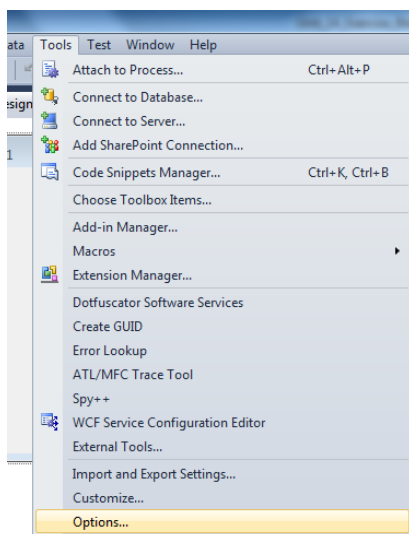 ata Tools Test Window Help
Attach to Process... Ctrl+Alt+P
esign
Connect to Database...
Connect to Server...
1
Add SharePoint Connection...
Code Snippets Manager... Ctrl+K, Ctrl+B
Choose Toolbox Items...
Add-in Manager...
Macros
Extension Manager...
Dotfuscator Software Services
Create GUID
Error Lookup
ATL/MFC Trace Tool
Spy++
WCF Service Configuration Editor
External Tools...
Import and Export Settings...
Customize...
Options...